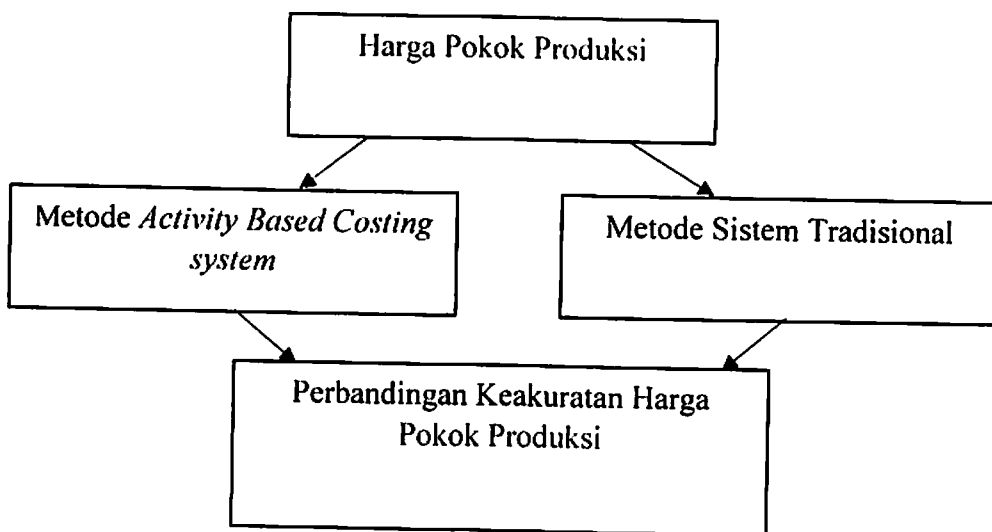 Harga Pokok Produksi
Metode Activity Based Costing
system
Metode Sistem Tradisional
Perbandingan Keakuratan Harga
Pokok Produksi